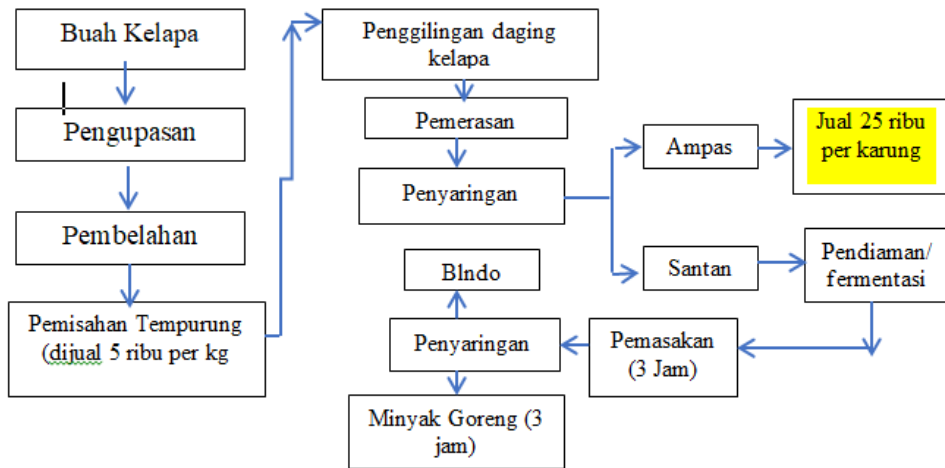 Buah Kelapa
Pengupasan
Pembelahan
Pemisahan Tempurung
(dijual 5 ribu per kg
Penggilingan daging
kelapa
Pemerasan
Penyaringan
Ampas
Jual 25 ribu
per karung
Santan
Pendiaman/
fermentasi
Pemasakan
(3 Jam)
Penyaringan
Blndo
Minyak Goreng (3
jam)